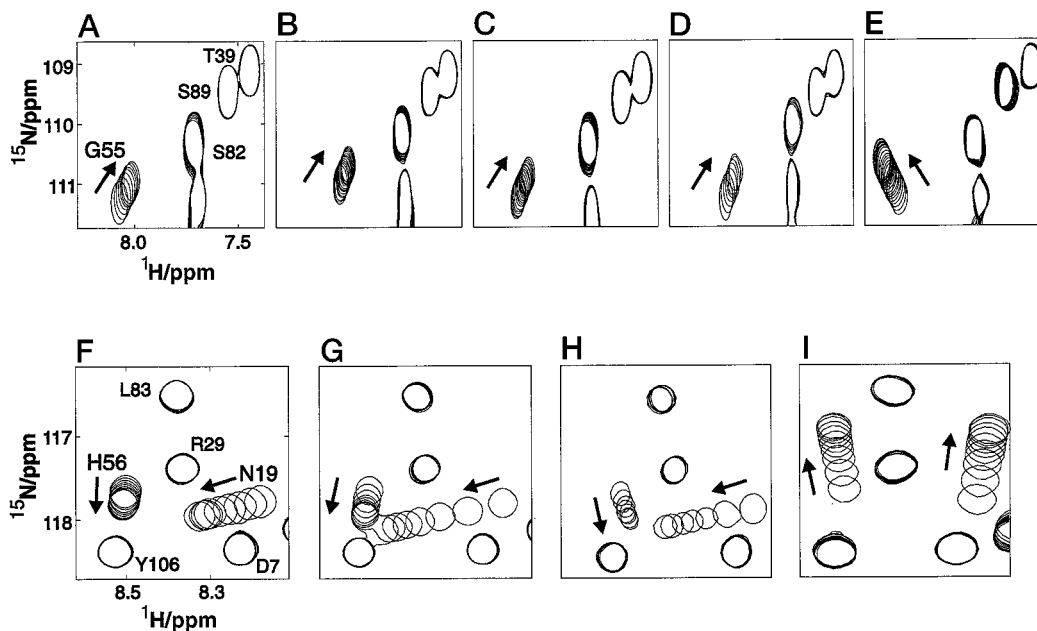 A
B
C
D
E
109
110
111
15N/ppm
T39
S89
G55
S82
8.0
7.5
1H/ppm
F
G
H
I
117
118
15N/ppm
L83
R29
H56
N19
Y106
D7
8.5
8.3
1H/ppm